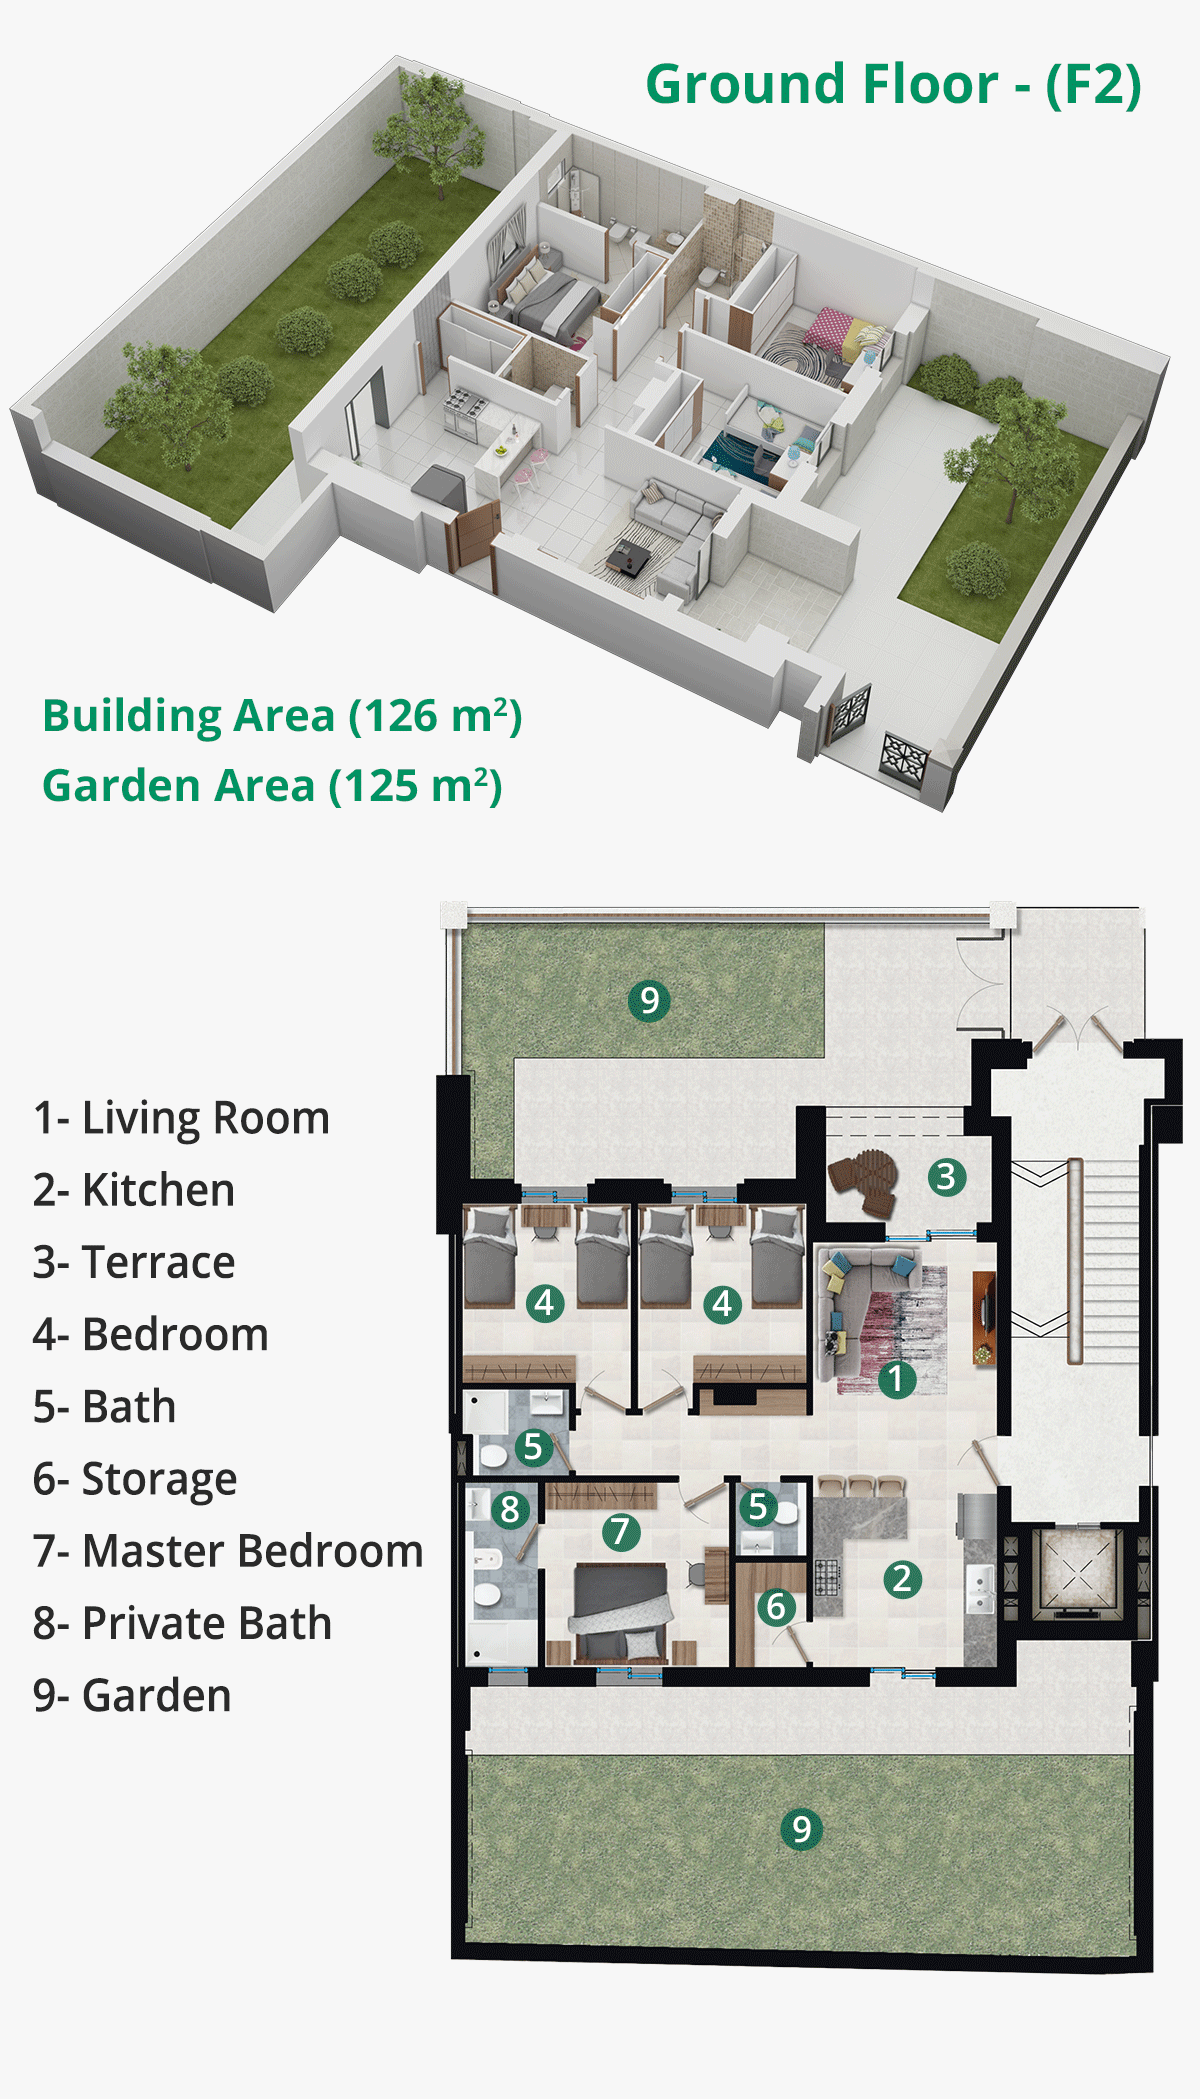 Ground Floor - (F2)
Building Area (126 m²)
Garden Area (125 m²)
9
3
1- Living Room
2- Kitchen
3- Terrace
4- Bedroom
5- Bath
6- Storage
7- Master Bedroom
8- Private Bath
9- Garden
4
4
1
5
8
7
5
2
6
9